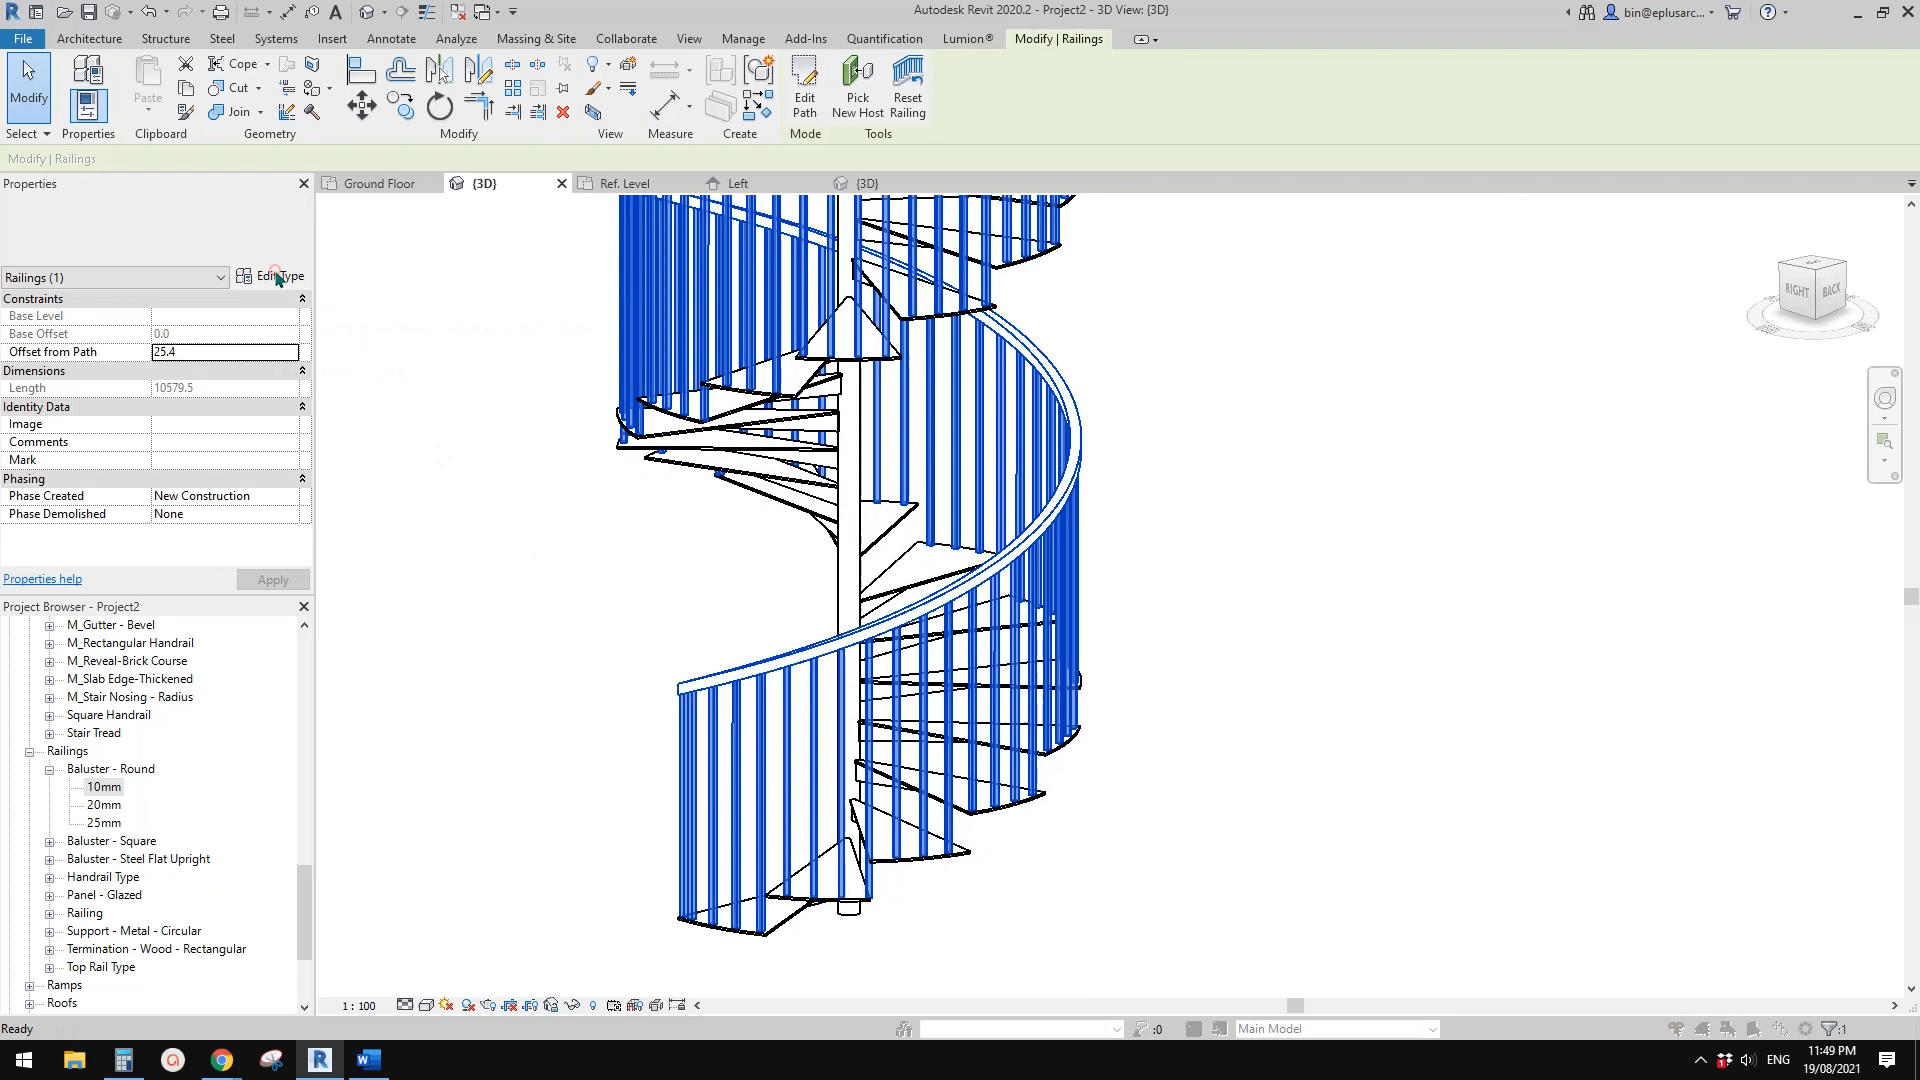 Autodesk Revit 2020.2 - Project2 - 3D View: {3D}
bin@eplusarc...
File Architecture Structure Steel Systems Insert Annotate Analyze Massing & Site Collaborate View Manage Add-Ins Quantification Lumion® Modify | Railings
Modify
Paste
Cope
Cut
Join
Edit Path
Pick New Host
Reset Railing
Select Properties Clipboard Geometry Modify View Measure Create Mode Tools
Modify | Railings
Properties
Ground Floor {3D} Ref. Level Left {3D}
Railings (1) Edit Type
Constraints
Base Level
Base Offset 0.0
Offset from Path 25.4
Dimensions
Length 10579.5
Identity Data
Image
Comments
Mark
Phasing
Phase Created New Construction
Phase Demolished None
Properties help Apply
RIGHT BACK
Project Browser - Project2
M_Gutter - Bevel
M_Rectangular Handrail
M_Reveal-Brick Course
M_Slab Edge-Thickened
M_Stair Nosing - Radius
Square Handrail
Stair Tread
Railings
Baluster - Round
10mm
20mm
25mm
Baluster - Square
Baluster - Steel Flat Upright
Handrail Type
Panel - Glazed
Railing
Support - Metal - Circular
Termination - Wood - Rectangular
Top Rail Type
Ramps
Roofs
1 : 100
Ready :0 Main Model :1
ENG
11:49 PM
19/08/2021